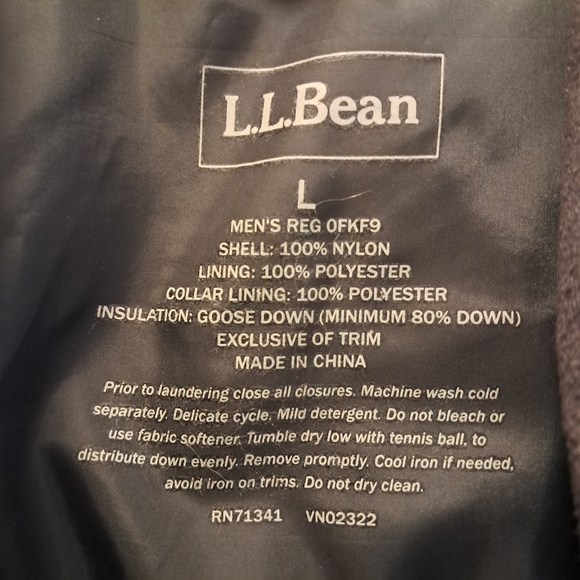 L.L.Bean
L
MEN'S REG 0FKF9
SHELL: 100% NYLON
LINING: 100% POLYESTER
COLLAR LINING: 100% POLYESTER
INSULATION: GOOSE DOWN (MINIMUM 80% DOWN)
EXCLUSIVE OF TRIM
MADE IN CHINA
Prior to laundering close all closures. Machine wash cold
separately. Delicate cycle. Mild detergent. Do not bleach or
use fabric softener. Tumble dry low with tennis ball, to
distribute down evenly. Remove promptly. Cool iron if needed,
avoid iron on trims. Do not dry clean.
RN71341 VN02322